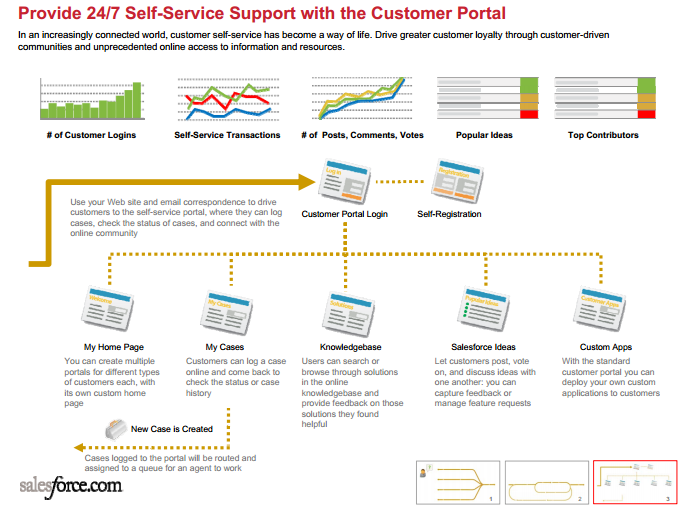 Provide 24/7 Self-Service Support with the Customer Portal
In an increasingly connected world, customer self-service has become a way of life. Drive greater customer loyalty through customer-driven
communities and unprecedented online access to information and resources.
# of Customer Logins
Self-Service Transactions
# of Posts, Comments, Votes
Popular Ideas
Top Contributors
Use your Web site and email correspondence to drive
customers to the self-service portal, where they can log
cases, check the status of cases, and connect with the
online community
Login
Registration
Customer Portal Login
Self-Registration
Welcome
My Cases
Solutions
Popular Ideas
Customer Apps
My Home Page
You can create multiple
portals for different types
of customers each, with
its own custom home
page
My Cases
Customers can log a case
online and come back to
check the status or case
history
Knowledgebase
Users can search or
browse through solutions
in the online
knowledgebase and
provide feedback on those
solutions they found
helpful
Salesforce Ideas
Let customers post, vote
on, and discuss ideas with
one another: you can
capture feedback or
manage feature requests
Custom Apps
With the standard
customer portal you can
deploy your own custom
applications to customers
New Case is Created
Cases logged to the portal will be routed and
assigned to a queue for an agent to work
salesforce.com
1
2
3